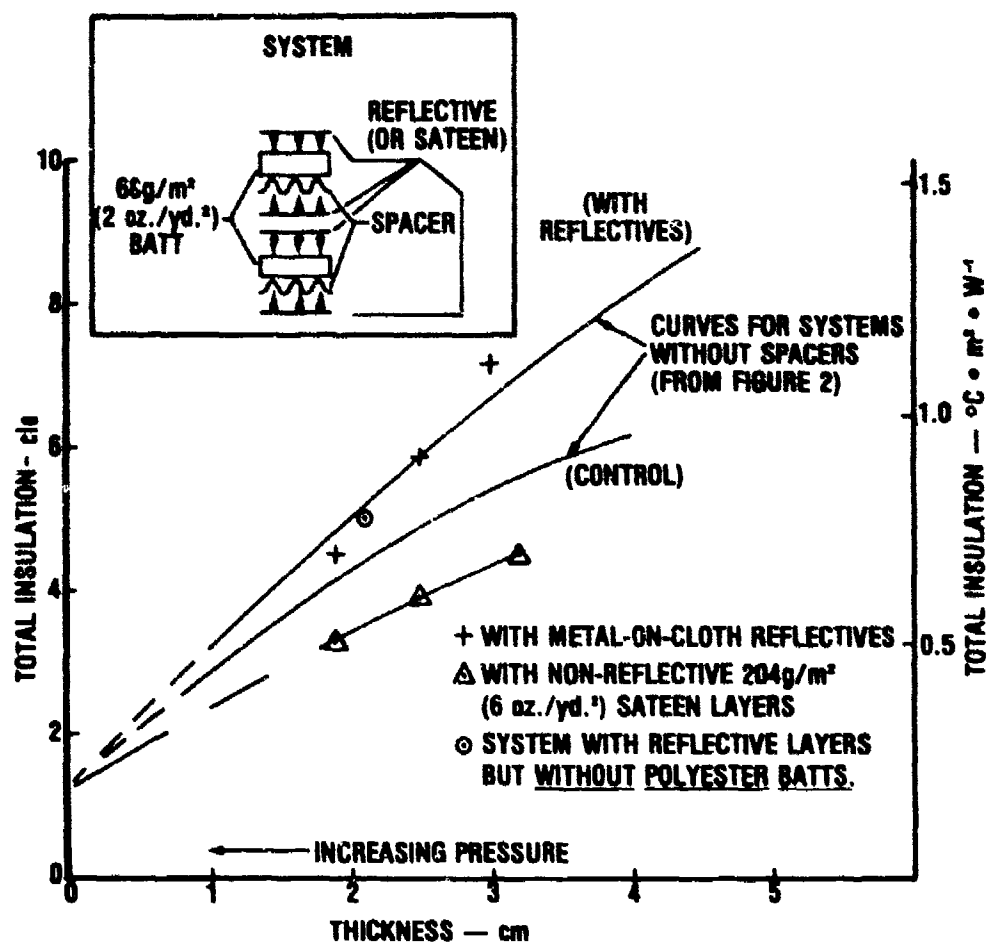 SYSTEM
REFLECTIVE
(OR SATEEN)
68g/m²
(2 oz./yd.²)
BATT
SPACER
10
8
6
4
2
0
TOTAL INSULATION - clo
(WITH
REFLECTIVES)
CURVES FOR SYSTEMS
WITHOUT SPACERS
(FROM FIGURE 2)
(CONTROL)
+ WITH METAL-ON-CLOTH REFLECTIVES
△ WITH NON-REFLECTIVE 204g/m²
(6 oz./yd.²) SATEEN LAYERS
⊙ SYSTEM WITH REFLECTIVE LAYERS
BUT WITHOUT POLYESTER BATTS.
INCREASING PRESSURE
1.5
1.0
0.5
TOTAL INSULATION — °C • m² • W⁻¹
0 1 2 3 4 5
THICKNESS — cm